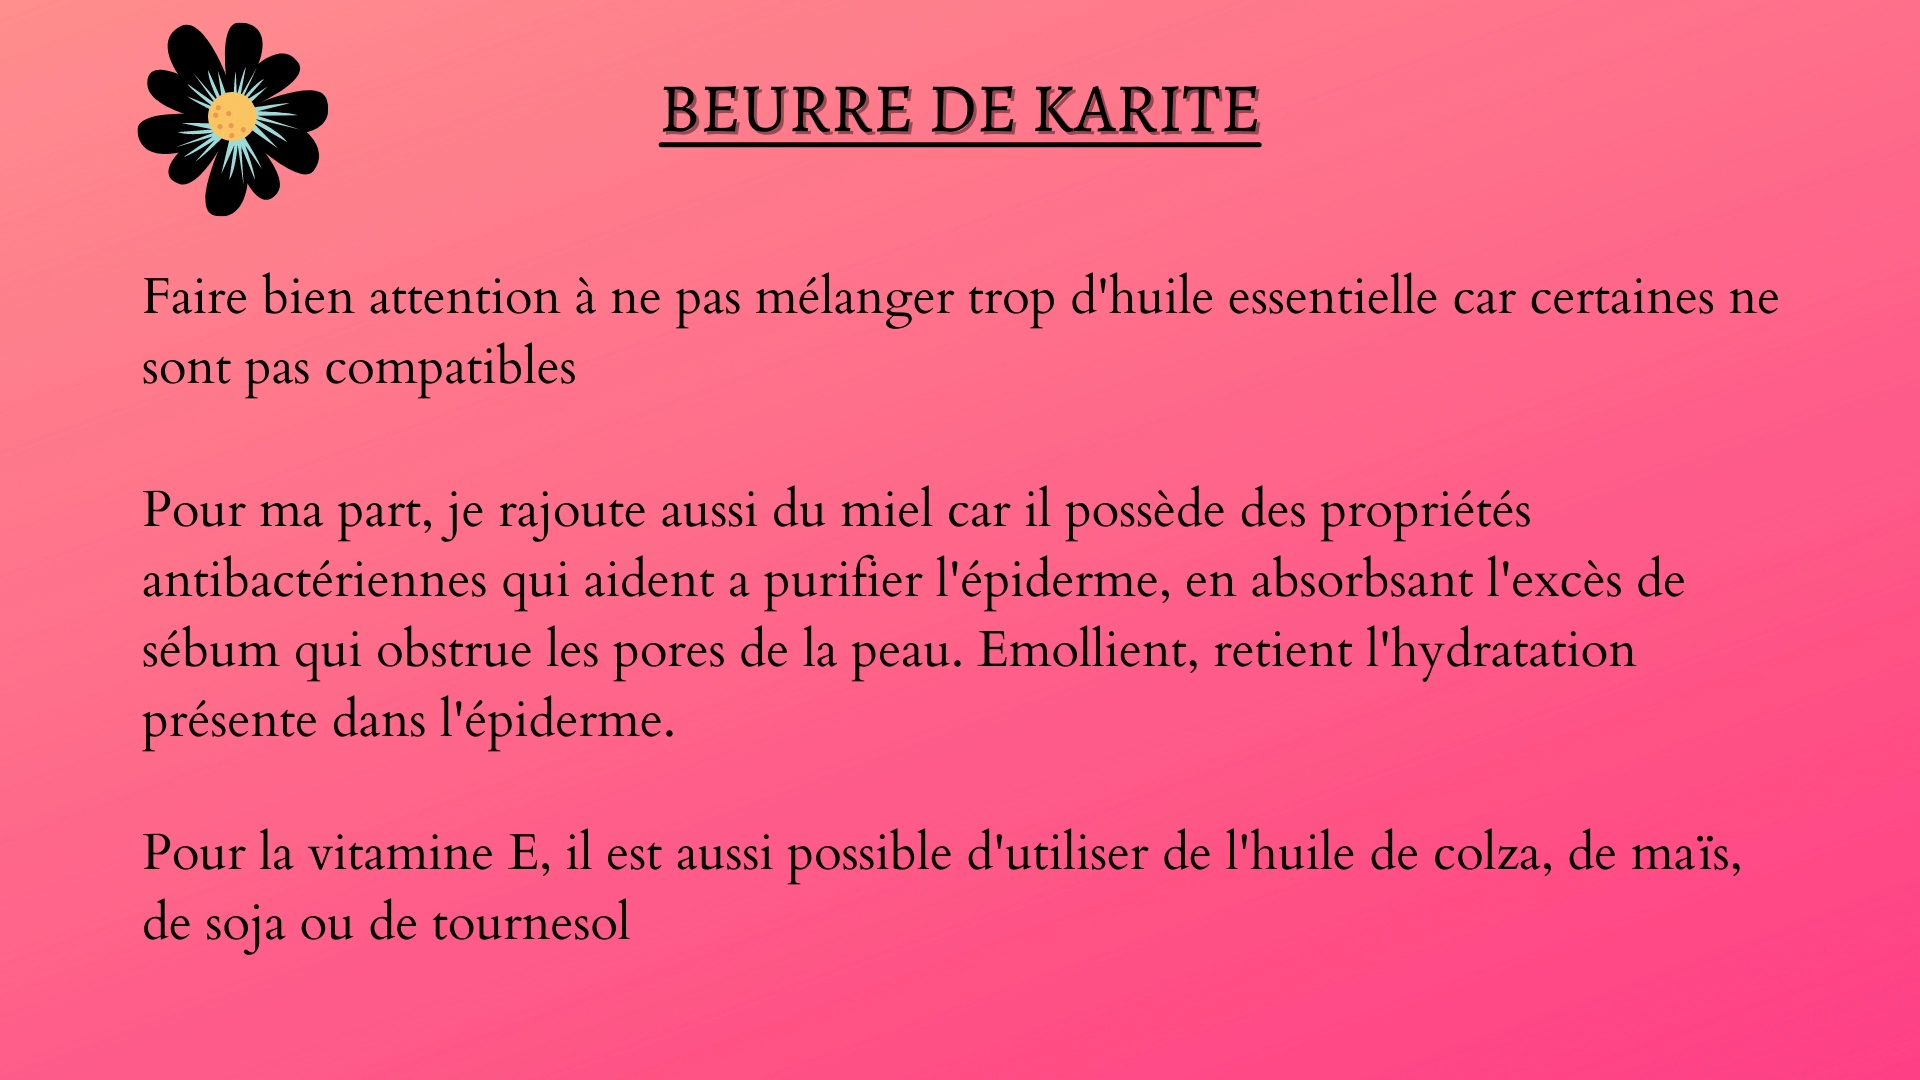 BEURRE DE KARITE
Faire bien attention à ne pas mélanger trop d'huile essentielle car certaines ne
sont pas compatibles
Pour ma part, je rajoute aussi du miel car il possède des propriétés
antibactériennes qui aident a purifier l'épiderme, en absorbsant l'excès de
sébum qui obstrue les pores de la peau. Emollient, retient l'hydratation
présente dans l'épiderme.
Pour la vitamine E, il est aussi possible d'utiliser de l'huile de colza, de maïs,
de soja ou de tournesol